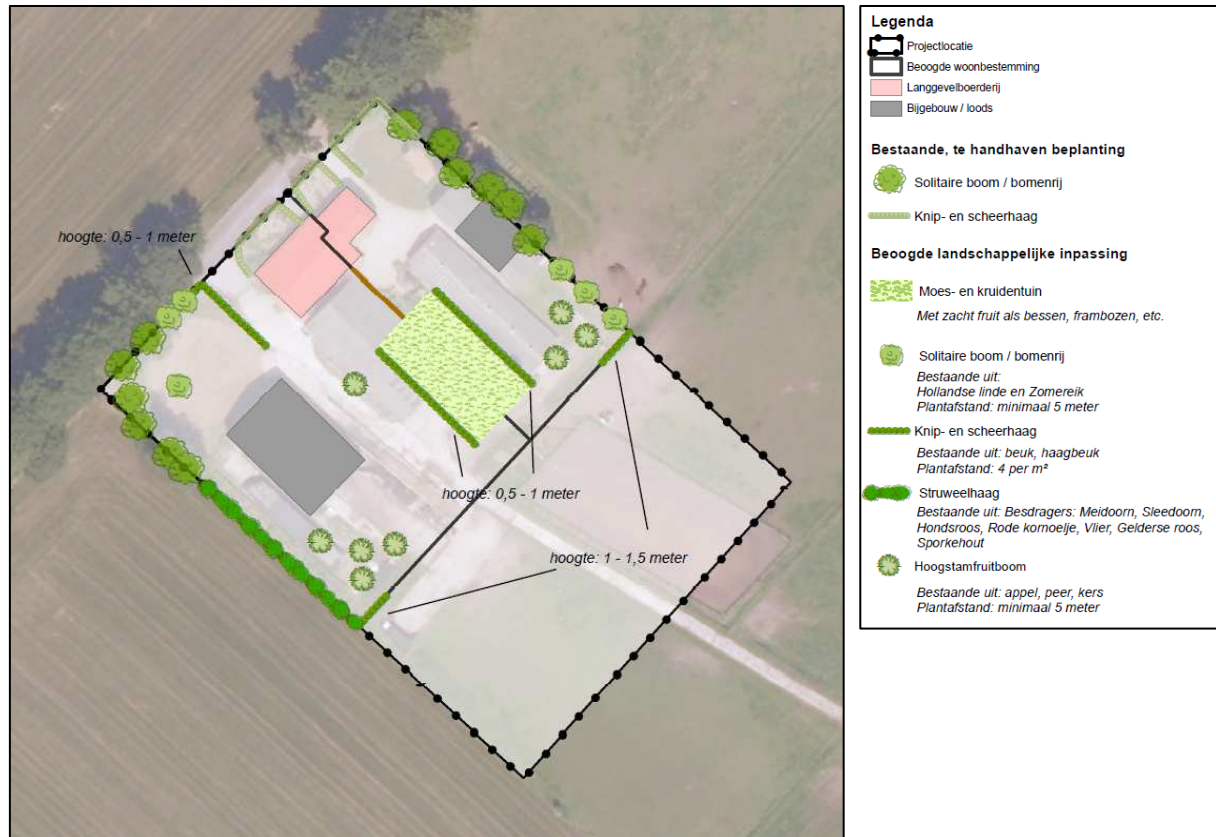 hoogte: 0,5 - 1 meter
hoogte: 0,5 - 1 meter
hoogte: 1 - 1,5 meter
Legenda
Projectlocatie
Beoogde woonbestemming
Langgevelboerderij
Bijgebouw / loods
Bestaande, te handhaven beplanting
Solitaire boom / bomenrij
Knip- en scheerhaag
Beoogde landschappelijke inpassing
Moes- en kruidentuin
Met zacht fruit als bessen, frambozen, etc.
Solitaire boom / bomenrij
Bestaande uit:
Hollandse linde en Zomereik
Plantafstand: minimaal 5 meter
Knip- en scheerhaag
Bestaande uit: beuk, haagbeuk
Plantafstand: 4 per m²
Struweelhaag
Bestaande uit: Besdragers: Meidoorn, Sleedoorn,
Hondsroos, Rode kornoelje, Vlier, Gelderse roos,
Sporkehout
Hoogstamfruitboom
Bestaande uit: appel, peer, kers
Plantafstand: minimaal 5 meter